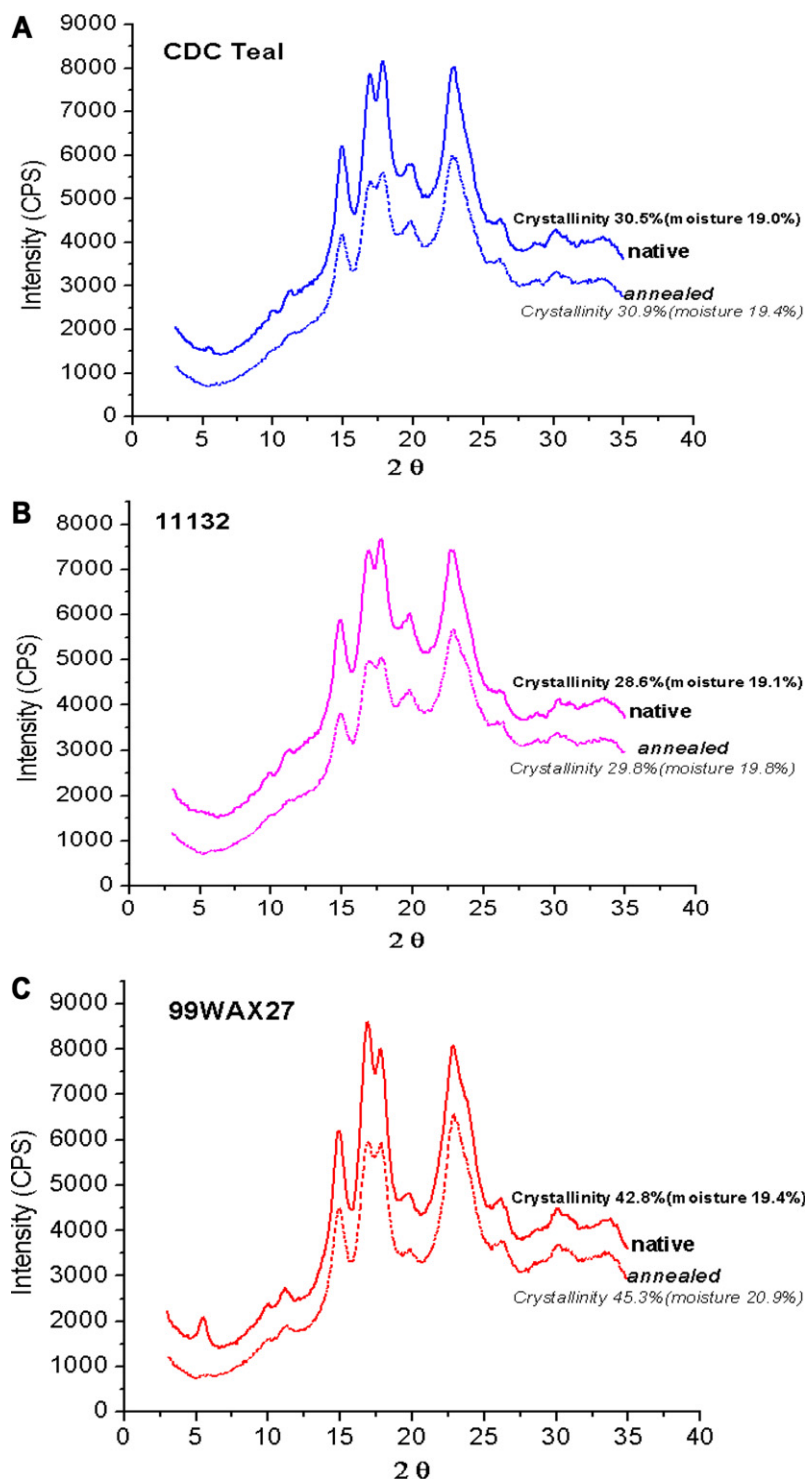 A
CDC Teal
9000
8000
7000
6000
5000
4000
3000
2000
1000
0
Intensity (CPS)
Crystallinity 30.5%(moisture 19.0%)
native
annealed
Crystallinity 30.9%(moisture 19.4%)
0 5 10 15 20 25 30 35 40
2 θ
B
11132
8000
7000
6000
5000
4000
3000
2000
1000
0
Intensity (CPS)
Crystallinity 28.6%(moisture 19.1%)
native
annealed
Crystallinity 29.8%(moisture 19.8%)
0 5 10 15 20 25 30 35 40
2 θ
C
99WAX27
9000
8000
7000
6000
5000
4000
3000
2000
1000
0
Intensity (CPS)
Crystallinity 42.8%(moisture 19.4%)
native
annealed
Crystallinity 45.3%(moisture 20.9%)
0 5 10 15 20 25 30 35 40
2 θ